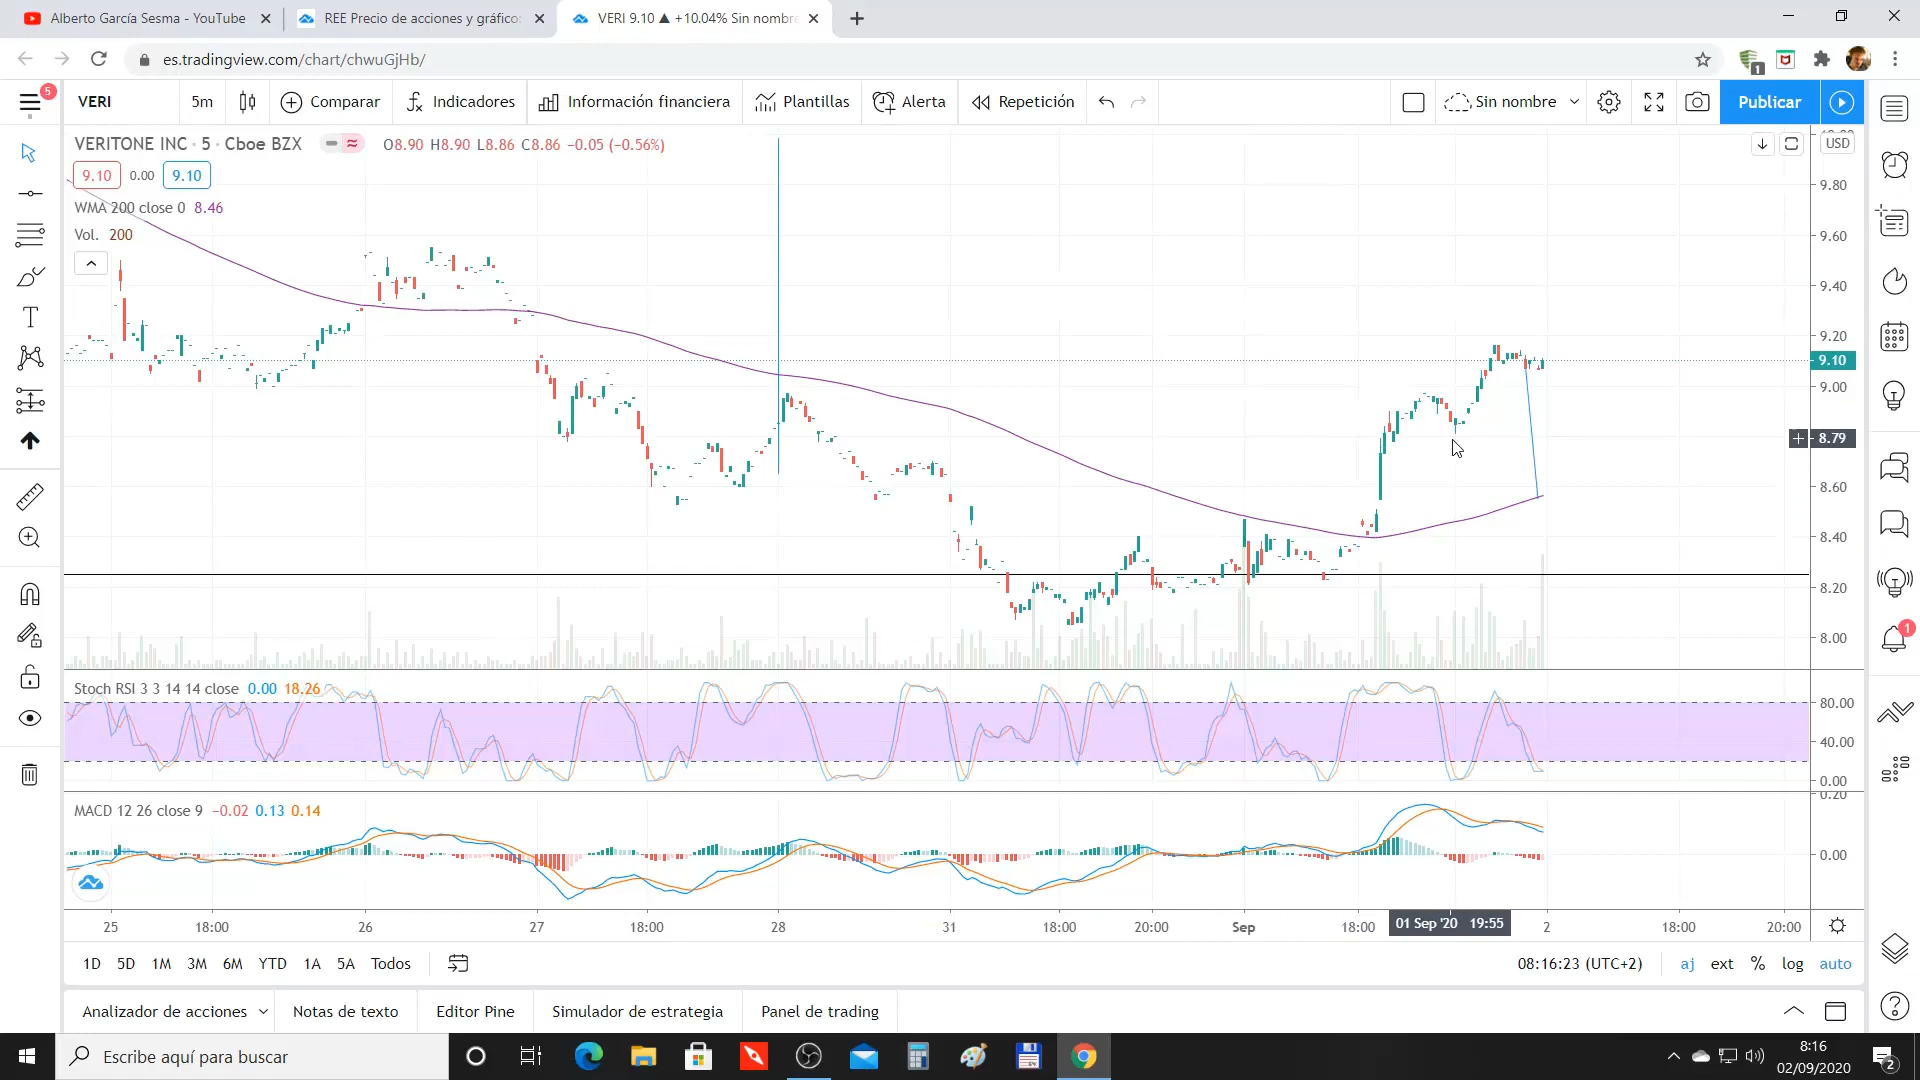 Alberto García Sesma - YouTube
REE Precio de acciones y gráfico:
VERI 9.10 ▲ +10.04% Sin nombre
es.tradingview.com/chart/chwuGjHb/
1
5
VERI
5m
Comparar
Indicadores
Información financiera
Plantillas
Alerta
Repetición
Sin nombre
Publicar
VERITONE INC · 5 · Cboe BZX
O8.90 H8.90 L8.86 C8.86 −0.05 (−0.56%)
USD
9.10 0.00 9.10
WMA 200 close 0 8.46
Vol. 200
9.80
9.60
9.40
9.20
9.10
9.00
8.79
8.60
8.40
8.20
8.00
1
Stoch RSI 3 3 14 14 close 0.00 18.26
80.00
40.00
0.00
MACD 12 26 close 9 −0.02 0.13 0.14
0.20
0.00
25 18:00 26 27 18:00 28 31 18:00 20:00 Sep 18:00 01 Sep '20 19:55 2 18:00 20:00
1D 5D 1M 3M 6M YTD 1A 5A Todos
08:16:23 (UTC+2) aj ext % log auto
Analizador de acciones
Notas de texto
Editor Pine
Simulador de estrategia
Panel de trading
Escribe aquí para buscar
8:16
02/09/2020
2